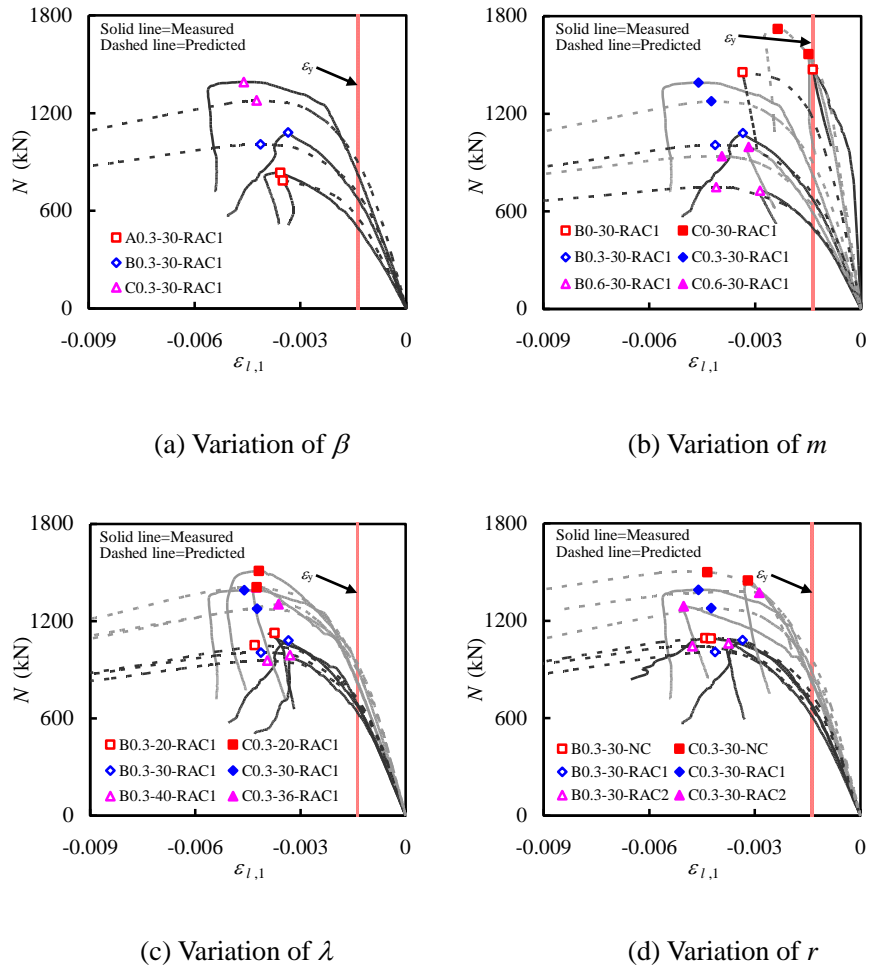 1800
1200
600
0
N (kN)
Solid line=Measured
Dashed line=Predicted
εy
A0.3-30-RAC1
B0.3-30-RAC1
C0.3-30-RAC1
-0.009 -0.006 -0.003 0
εl,1
(a) Variation of β
1800
1200
600
0
N (kN)
Solid line=Measured
Dashed line=Predicted
εy
B0-30-RAC1 C0-30-RAC1
B0.3-30-RAC1 C0.3-30-RAC1
B0.6-30-RAC1 C0.6-30-RAC1
-0.009 -0.006 -0.003 0
εl,1
(b) Variation of m
1800
1200
600
0
N (kN)
Solid line=Measured
Dashed line=Predicted
εy
B0.3-20-RAC1 C0.3-20-RAC1
B0.3-30-RAC1 C0.3-30-RAC1
B0.3-40-RAC1 C0.3-36-RAC1
-0.009 -0.006 -0.003 0
εl,1
(c) Variation of λ
1800
1200
600
0
N (kN)
Solid line=Measured
Dashed line=Predicted
εy
B0.3-30-NC C0.3-30-NC
B0.3-30-RAC1 C0.3-30-RAC1
B0.3-30-RAC2 C0.3-30-RAC2
-0.009 -0.006 -0.003 0
εl,1
(d) Variation of r